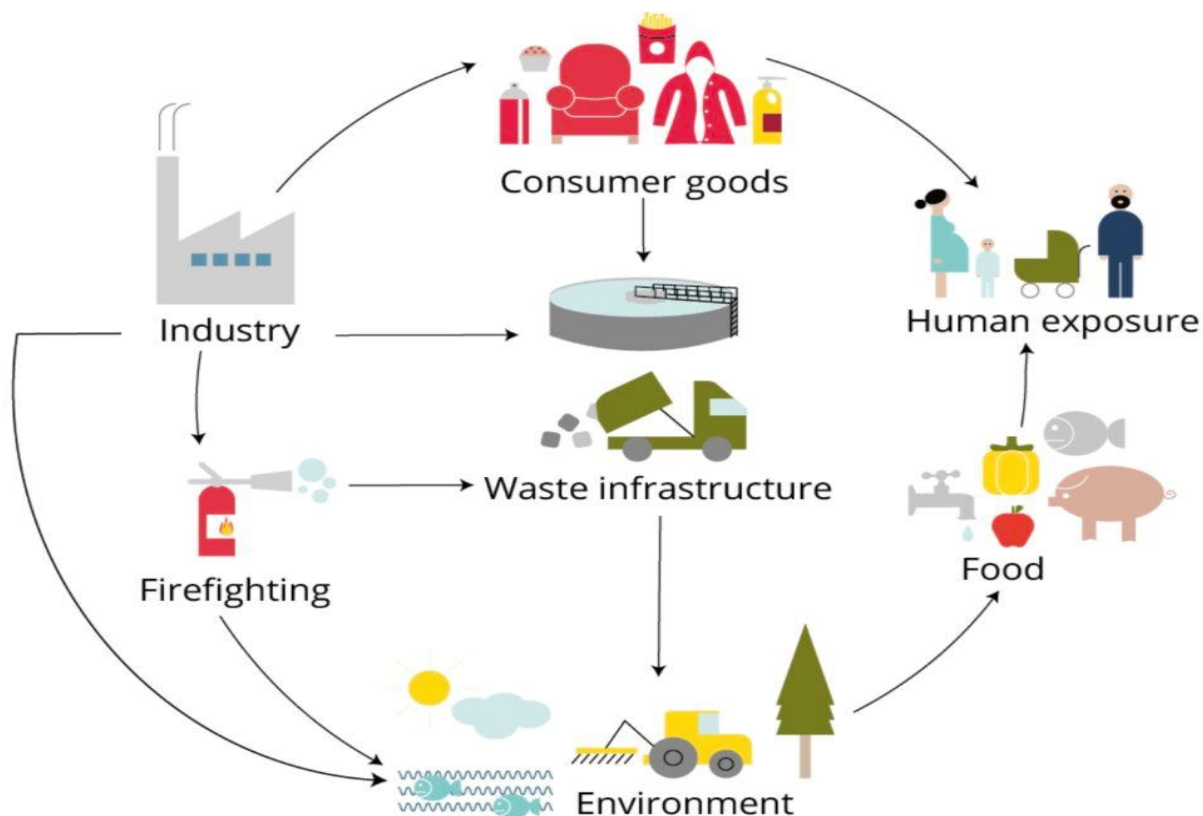 Consumer goods
Industry
Human exposure
Waste infrastructure
Firefighting
Food
Environment